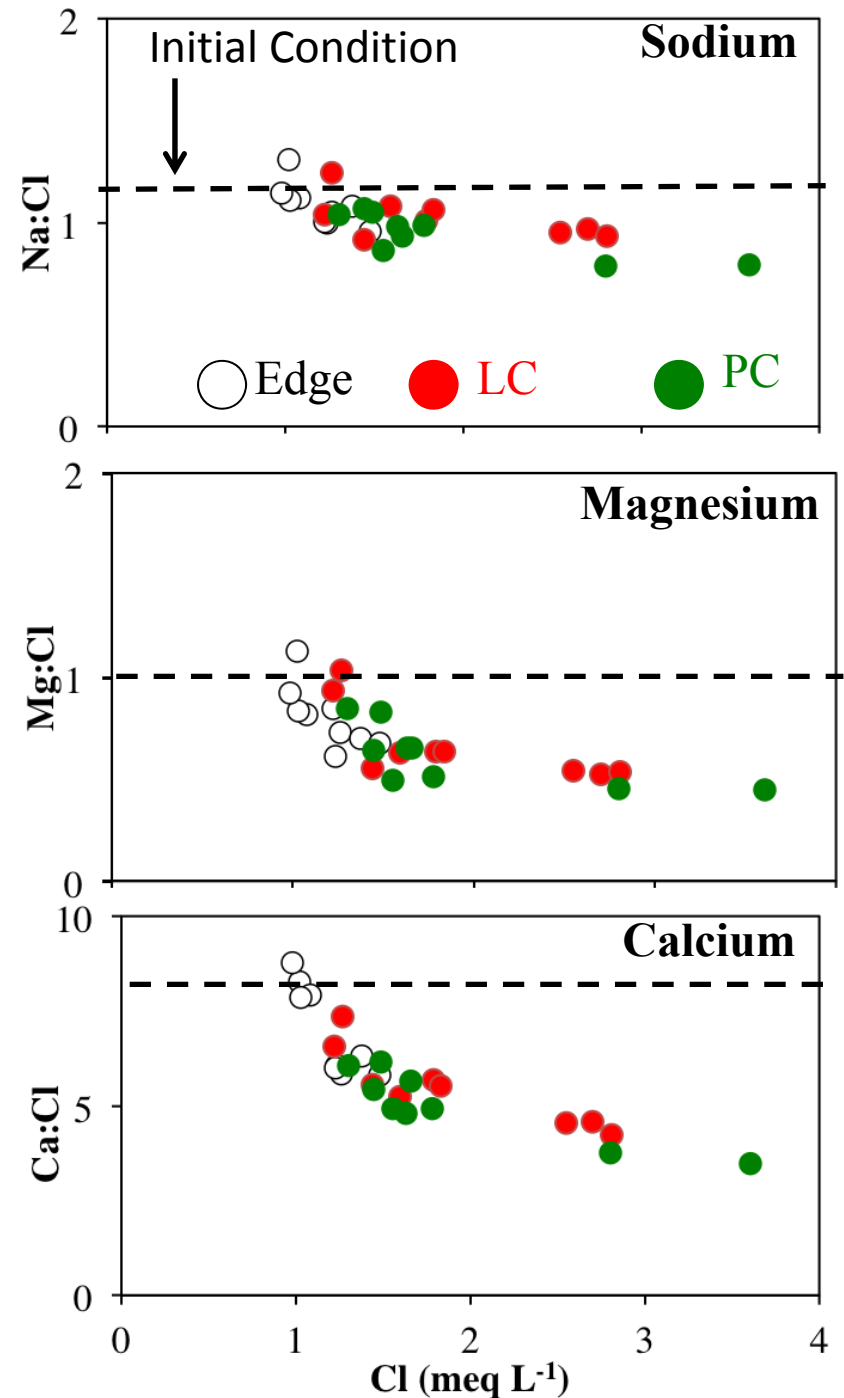 2
Initial Condition
Sodium
Na:Cl
1
Edge
LC
PC
0
2
Magnesium
Mg:Cl
1
0
10
Calcium
Ca:Cl
5
0
0 1 2 3 4
Cl (meq L⁻¹)